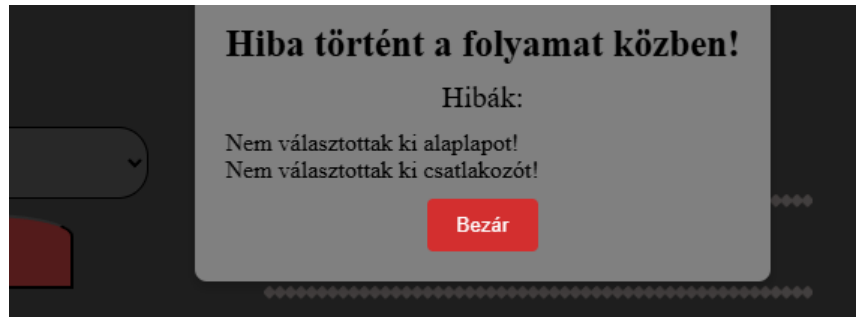 Hiba történt a folyamat közben!
Hibák:
Nem választottak ki alaplapot!
Nem választottak ki csatlakozót!
Bezár